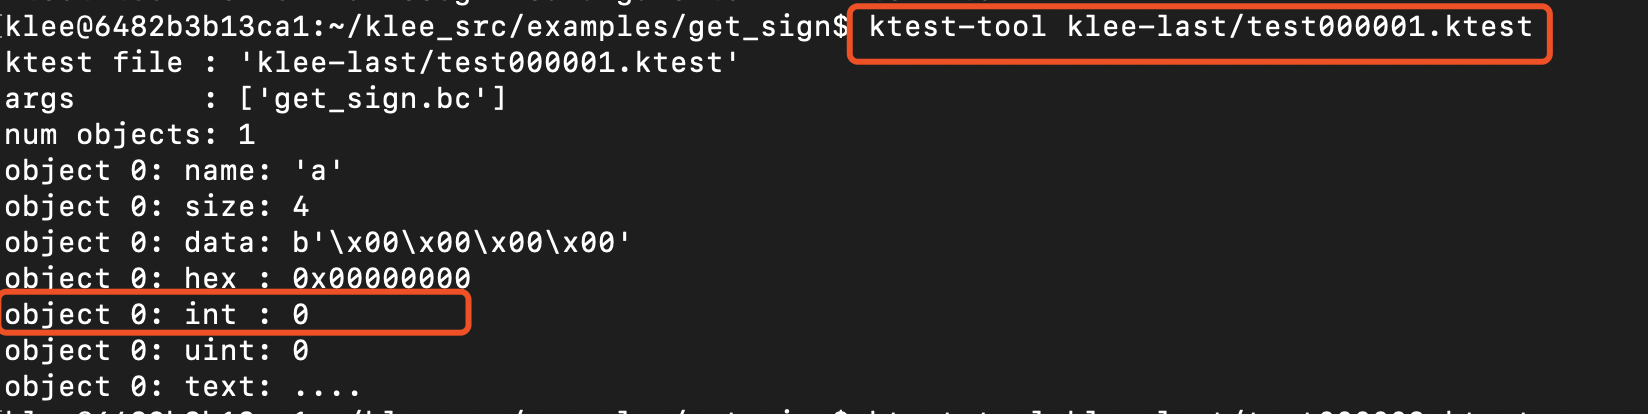 klee@6482b3b13ca1:~/klee_src/examples/get_sign$ ktest-tool klee-last/test000001.ktest
ktest file : 'klee-last/test000001.ktest'
args       : ['get_sign.bc']
num objects: 1
object 0: name: 'a'
object 0: size: 4
object 0: data: b'\x00\x00\x00\x00'
object 0: hex : 0x00000000
object 0: int : 0
object 0: uint: 0
object 0: text: ....